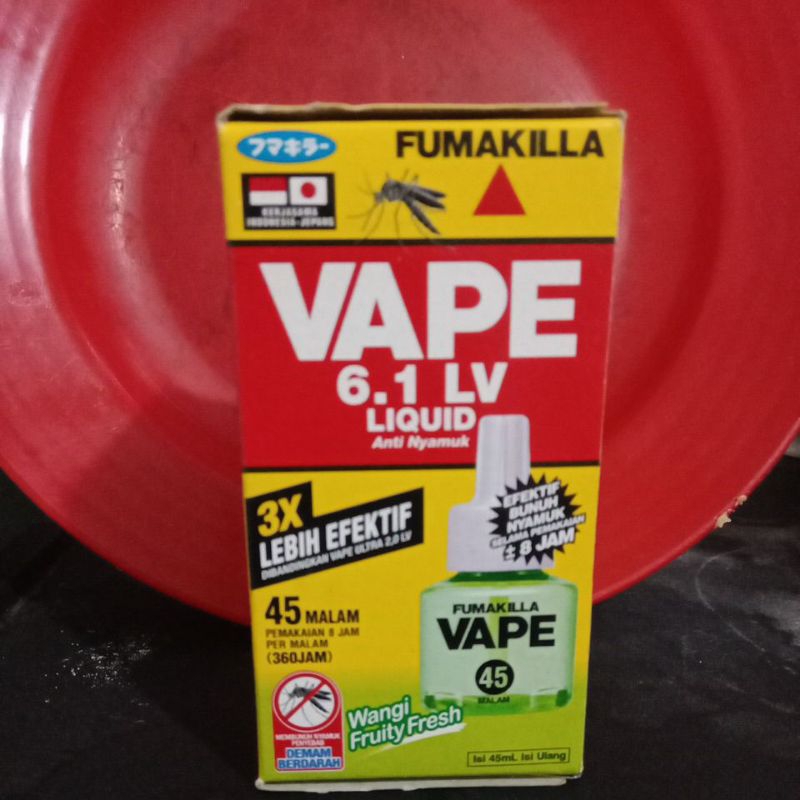 フマキラー
FUMAKILLA
KERJASAMA
INDONESIA-JEPANG
VAPE
6.1 LV
LIQUID
Anti Nyamuk
3X
LEBIH EFEKTIF
DIBANDINGKAN VAPE ULTRA 2,0 LV
EFEKTIF
BUNUH
NYAMUK
SELAMA PEMAKAIAN
± 8 JAM
45 MALAM
PEMAKAIAN 8 JAM
PER MALAM
(360JAM)
FUMAKILLA
VAPE
45
MALAM
MEMBUNUH NYAMUK
PENYEBAB
DEMAM
BERDARAH
Wangi
Fruity Fresh
Isi 45mL Isi Ulang